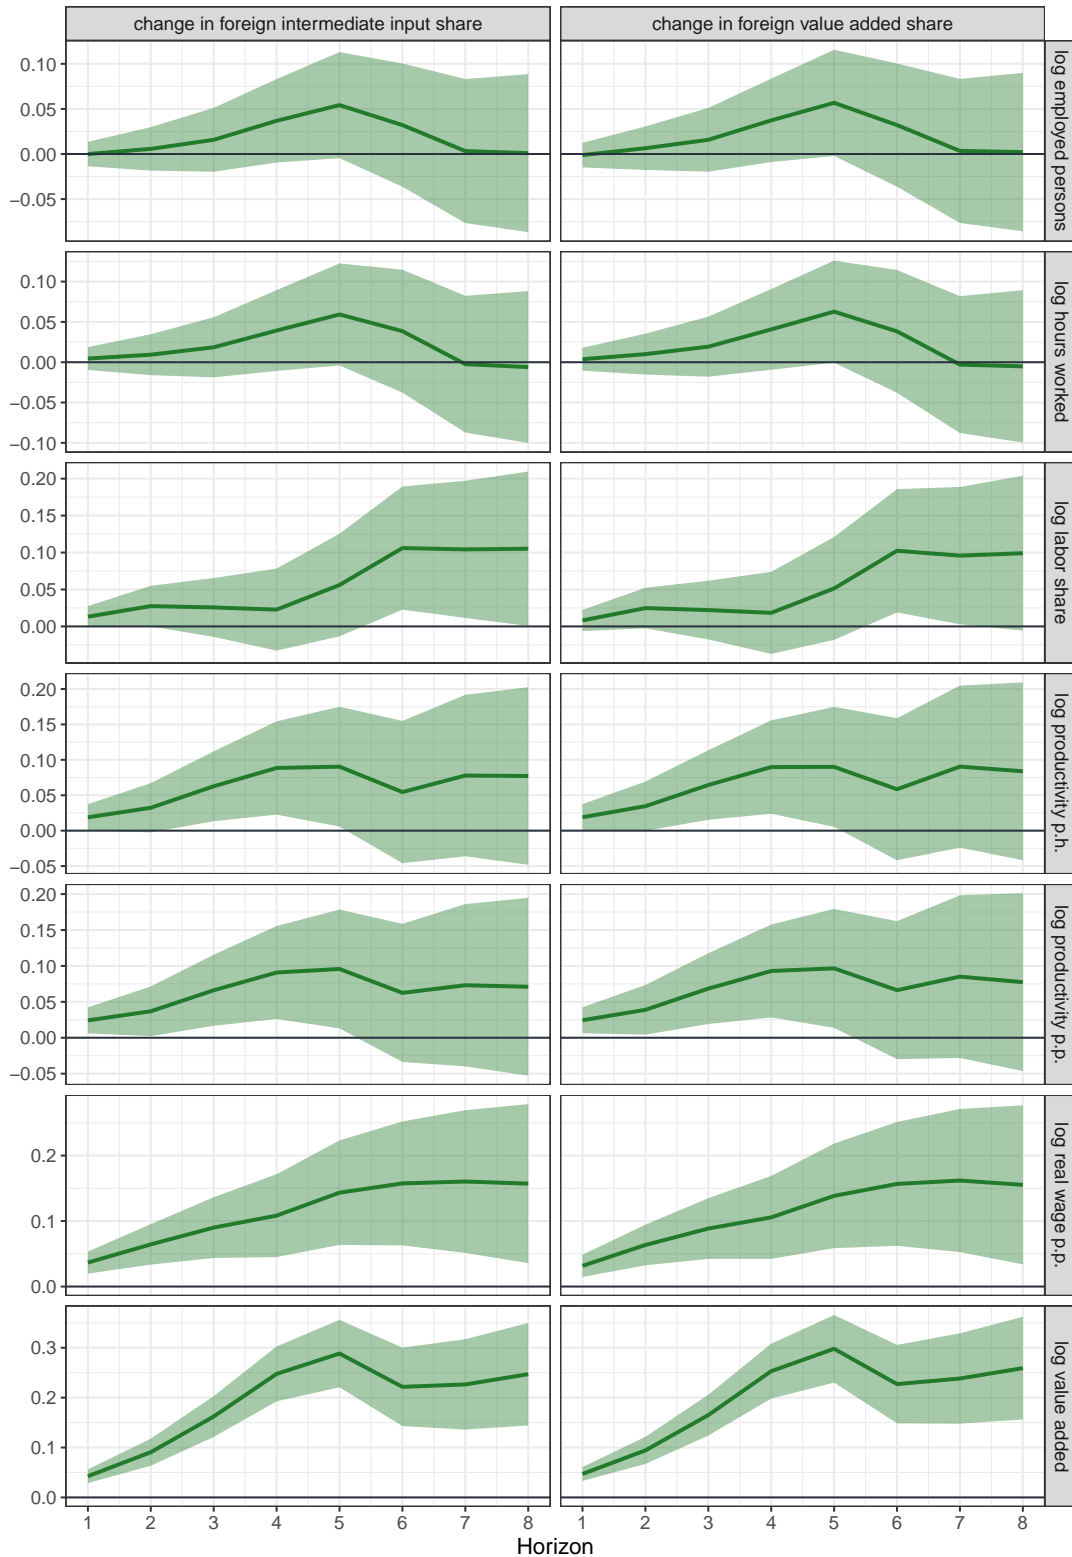 change in foreign intermediate input share
change in foreign value added share
0.10
0.05
0.00
−0.05
log employed persons
0.10
0.05
0.00
−0.05
−0.10
log hours worked
0.20
0.15
0.10
0.05
0.00
log labor share
0.20
0.15
0.10
0.05
0.00
−0.05
log productivity p.h.
0.20
0.15
0.10
0.05
0.00
−0.05
log productivity p.p.
0.2
0.1
0.0
log real wage p.p.
0.3
0.2
0.1
0.0
log value added
1 2 3 4 5 6 7 8
1 2 3 4 5 6 7 8
Horizon